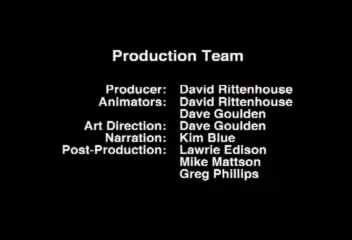 Production Team
Producer: David Rittenhouse
Animators: David Rittenhouse
Dave Goulden
Art Direction: Dave Goulden
Narration: Kim Blue
Post-Production: Lawrie Edison
Mike Mattson
Greg Phillips